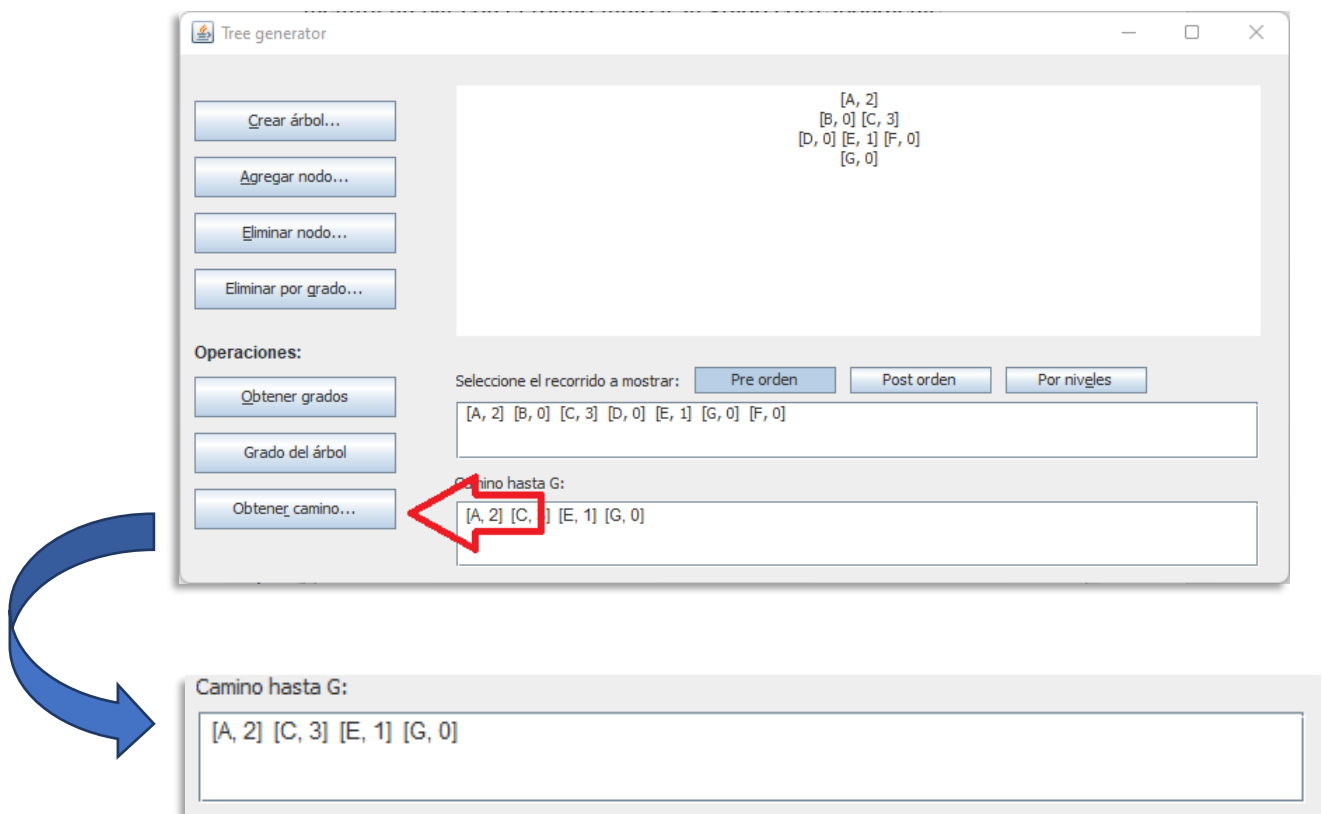 Tree generator
Crear árbol...
Agregar nodo...
Eliminar nodo...
Eliminar por grado...
[A, 2]
[B, 0] [C, 3]
[D, 0] [E, 1] [F, 0]
[G, 0]
Operaciones:
Obtener grados
Grado del árbol
Obtener camino...
Seleccione el recorrido a mostrar:
Pre orden
Post orden
Por niveles
[A, 2] [B, 0] [C, 3] [D, 0] [E, 1] [G, 0] [F, 0]
Camino hasta G:
[A, 2] [C, ] [E, 1] [G, 0]
Camino hasta G:
[A, 2] [C, 3] [E, 1] [G, 0]